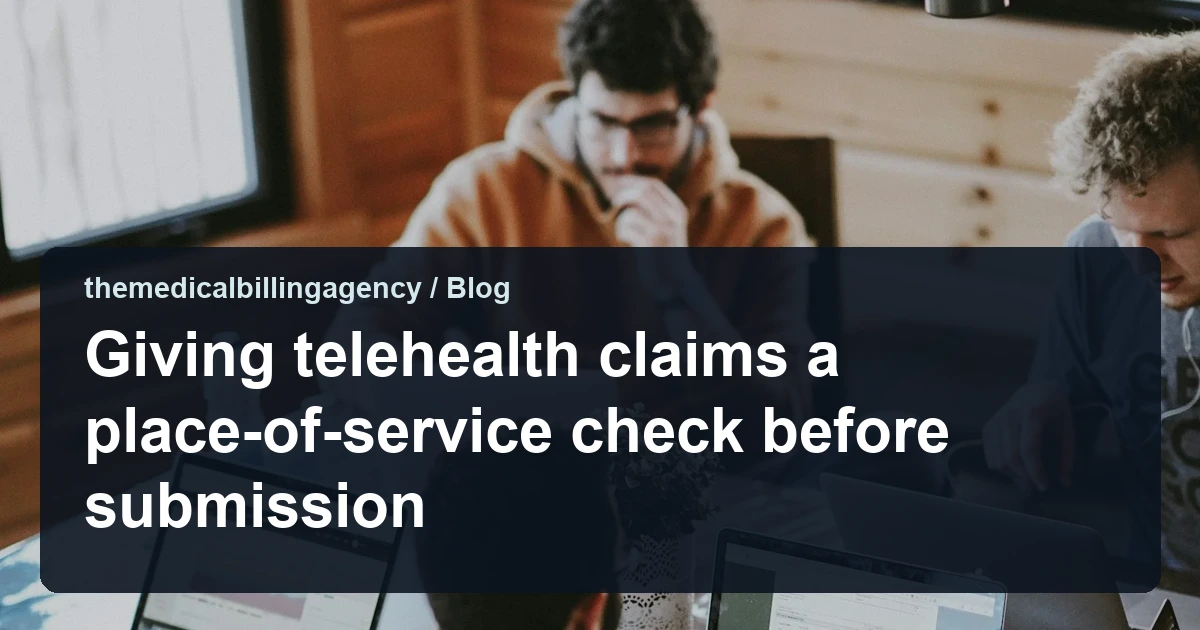 themedicalbillingagency / Blog
Giving telehealth claims a
place-of-service check before
submission